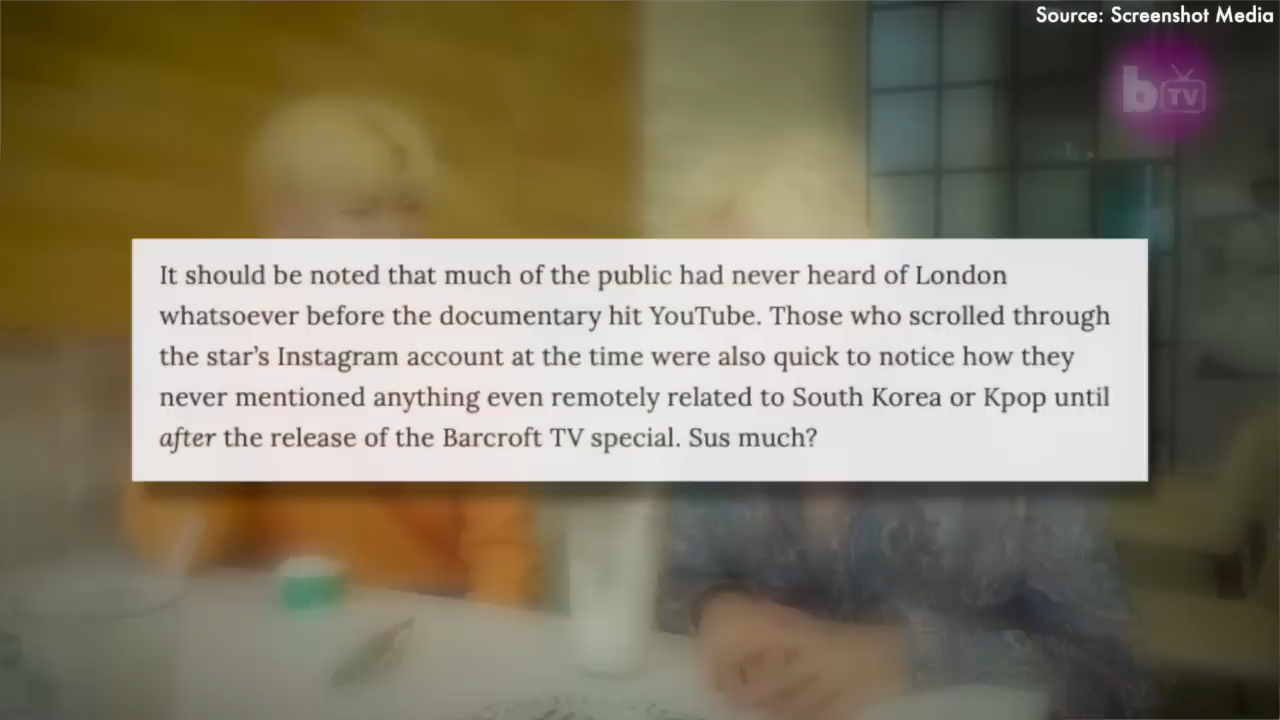 Source: Screenshot Media
b TV
It should be noted that much of the public had never heard of London
whatsoever before the documentary hit YouTube. Those who scrolled through
the star’s Instagram account at the time were also quick to notice how they
never mentioned anything even remotely related to South Korea or Kpop until
after the release of the Barcroft TV special. Sus much?